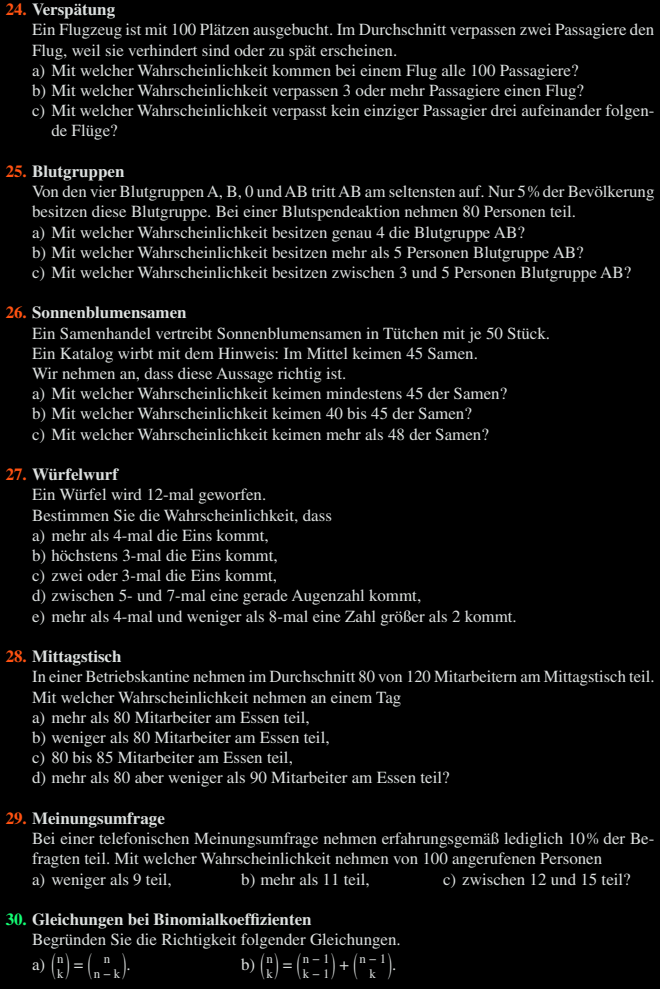 24. Verspätung
Ein Flugzeug ist mit 100 Plätzen ausgebucht. Im Durchschnitt verpassen zwei Passagiere den
Flug, weil sie verhindert sind oder zu spät erscheinen.
a) Mit welcher Wahrscheinlichkeit kommen bei einem Flug alle 100 Passagiere?
b) Mit welcher Wahrscheinlichkeit verpassen 3 oder mehr Passagiere einen Flug?
c) Mit welcher Wahrscheinlichkeit verpasst kein einziger Passagier drei aufeinander folgen-
de Flüge?
25. Blutgruppen
Von den vier Blutgruppen A, B, 0 und AB tritt AB am seltensten auf. Nur 5% der Bevölkerung
besitzen diese Blutgruppe. Bei einer Blutspendeaktion nehmen 80 Personen teil.
a) Mit welcher Wahrscheinlichkeit besitzen genau 4 die Blutgruppe AB?
b) Mit welcher Wahrscheinlichkeit besitzen mehr als 5 Personen Blutgruppe AB?
c) Mit welcher Wahrscheinlichkeit besitzen zwischen 3 und 5 Personen Blutgruppe AB?
26. Sonnenblumensamen
Ein Samenhandel vertreibt Sonnenblumensamen in Tütchen mit je 50 Stück.
Ein Katalog wirbt mit dem Hinweis: Im Mittel keimen 45 Samen.
Wir nehmen an, dass diese Aussage richtig ist.
a) Mit welcher Wahrscheinlichkeit keimen mindestens 45 der Samen?
b) Mit welcher Wahrscheinlichkeit keimen 40 bis 45 der Samen?
c) Mit welcher Wahrscheinlichkeit keimen mehr als 48 der Samen?
27. Würfelwurf
Ein Würfel wird 12-mal geworfen.
Bestimmen Sie die Wahrscheinlichkeit, dass
a) mehr als 4-mal die Eins kommt,
b) höchstens 3-mal die Eins kommt,
c) zwei oder 3-mal die Eins kommt,
d) zwischen 5- und 7-mal eine gerade Augenzahl kommt,
e) mehr als 4-mal und weniger als 8-mal eine Zahl größer als 2 kommt.
28. Mittagstisch
In einer Betriebskantine nehmen im Durchschnitt 80 von 120 Mitarbeitern am Mittagstisch teil.
Mit welcher Wahrscheinlichkeit nehmen an einem Tag
a) mehr als 80 Mitarbeiter am Essen teil,
b) weniger als 80 Mitarbeiter am Essen teil,
c) 80 bis 85 Mitarbeiter am Essen teil,
d) mehr als 80 aber weniger als 90 Mitarbeiter am Essen teil?
29. Meinungsumfrage
Bei einer telefonischen Meinungsumfrage nehmen erfahrungsgemäß lediglich 10% der Be-
fragten teil. Mit welcher Wahrscheinlichkeit nehmen von 100 angerufenen Personen
a) weniger als 9 teil, b) mehr als 11 teil, c) zwischen 12 und 15 teil?
30. Gleichungen bei Binomialkoeffizienten
Begründen Sie die Richtigkeit folgender Gleichungen.
a) (n k) = (n n – k). b) (n k) = (n – 1 k – 1) + (n – 1 k).